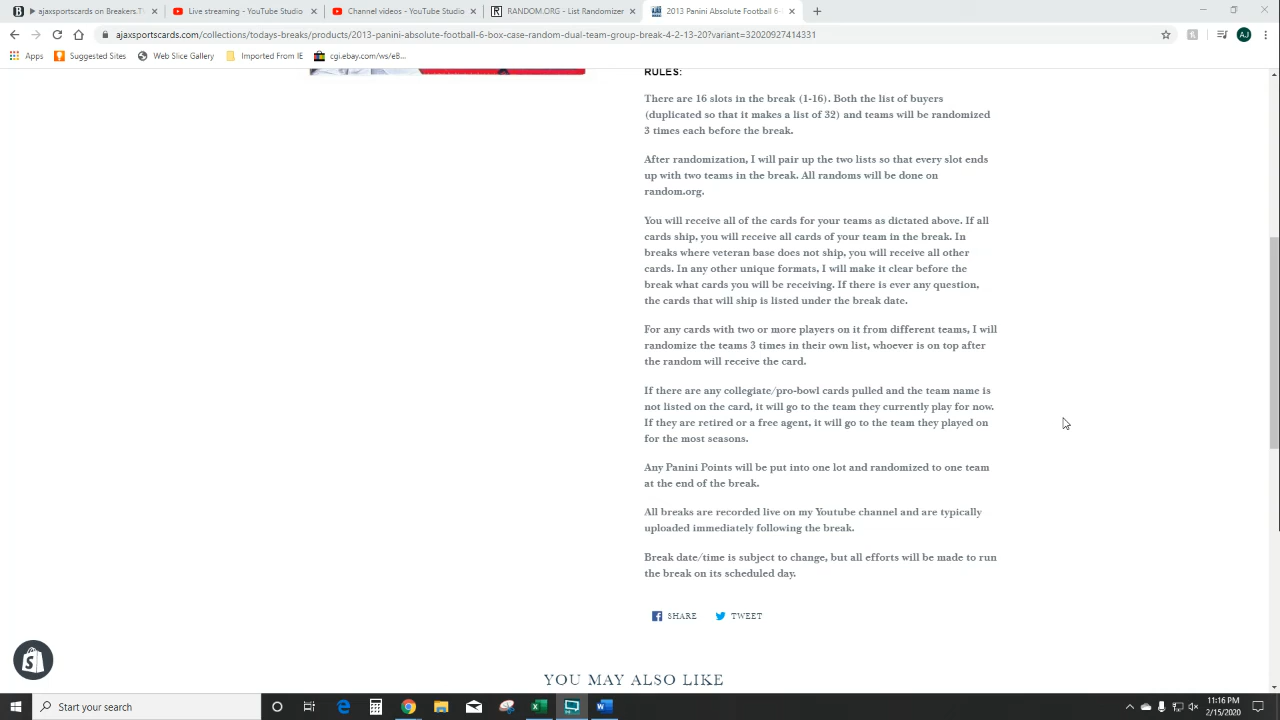 ajaxsportscards on Breakers.T
Live streaming - YouTube Studio
Channel videos - YouTube Studio
RANDOM.ORG - List Randomizer
2013 Panini Absolute Football 6-
ajaxsportscards.com/collections/todays-breaks/products/2013-panini-absolute-football-6-box-case-random-dual-team-group-break-4-2-13-20?variant=32020927414331
AJ
Apps
Suggested Sites
Web Slice Gallery
Imported From IE
cgi.ebay.com/ws/eB...
RULES:
There are 16 slots in the break (1-16). Both the list of buyers
(duplicated so that it makes a list of 32) and teams will be randomized
3 times each before the break.
After randomization, I will pair up the two lists so that every slot ends
up with two teams in the break. All randoms will be done on
random.org.
You will receive all of the cards for your teams as dictated above. If all
cards ship, you will receive all cards of your team in the break. In
breaks where veteran base does not ship, you will receive all other
cards. In any other unique formats, I will make it clear before the
break what cards you will be receiving. If there is ever any question,
the cards that will ship is listed under the break date.
For any cards with two or more players on it from different teams, I will
randomize the teams 3 times in their own list, whoever is on top after
the random will receive the card.
If there are any collegiate/pro-bowl cards pulled and the team name is
not listed on the card, it will go to the team they currently play for now.
If they are retired or a free agent, it will go to the team they played on
for the most seasons.
Any Panini Points will be put into one lot and randomized to one team
at the end of the break.
All breaks are recorded live on my Youtube channel and are typically
uploaded immediately following the break.
Break date/time is subject to change, but all efforts will be made to run
the break on its scheduled day.
SHARE
TWEET
YOU MAY ALSO LIKE
Start your search
11:16 PM
2/15/2020